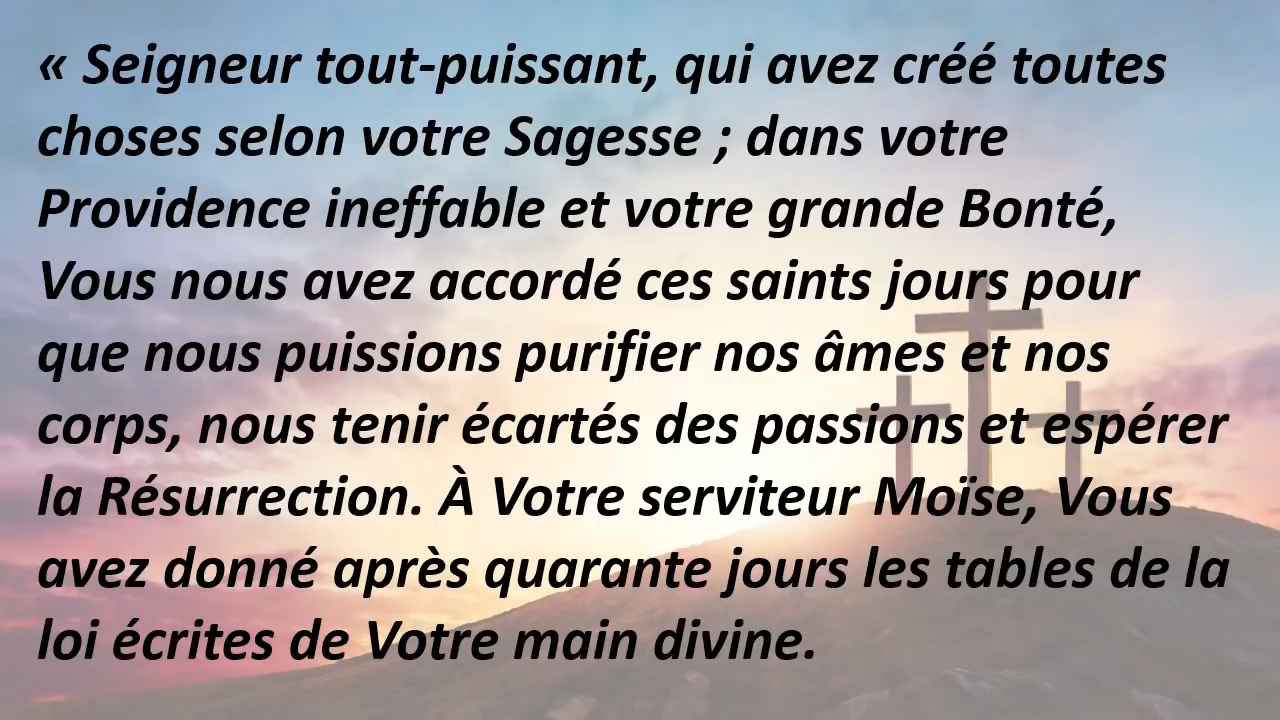 « Seigneur tout-puissant, qui avez créé toutes
choses selon votre Sagesse ; dans votre
Providence ineffable et votre grande Bonté,
Vous nous avez accordé ces saints jours pour
que nous puissions purifier nos âmes et nos
corps, nous tenir écartés des passions et espérer
la Résurrection. À Votre serviteur Moïse, Vous
avez donné après quarante jours les tables de la
loi écrites de Votre main divine.